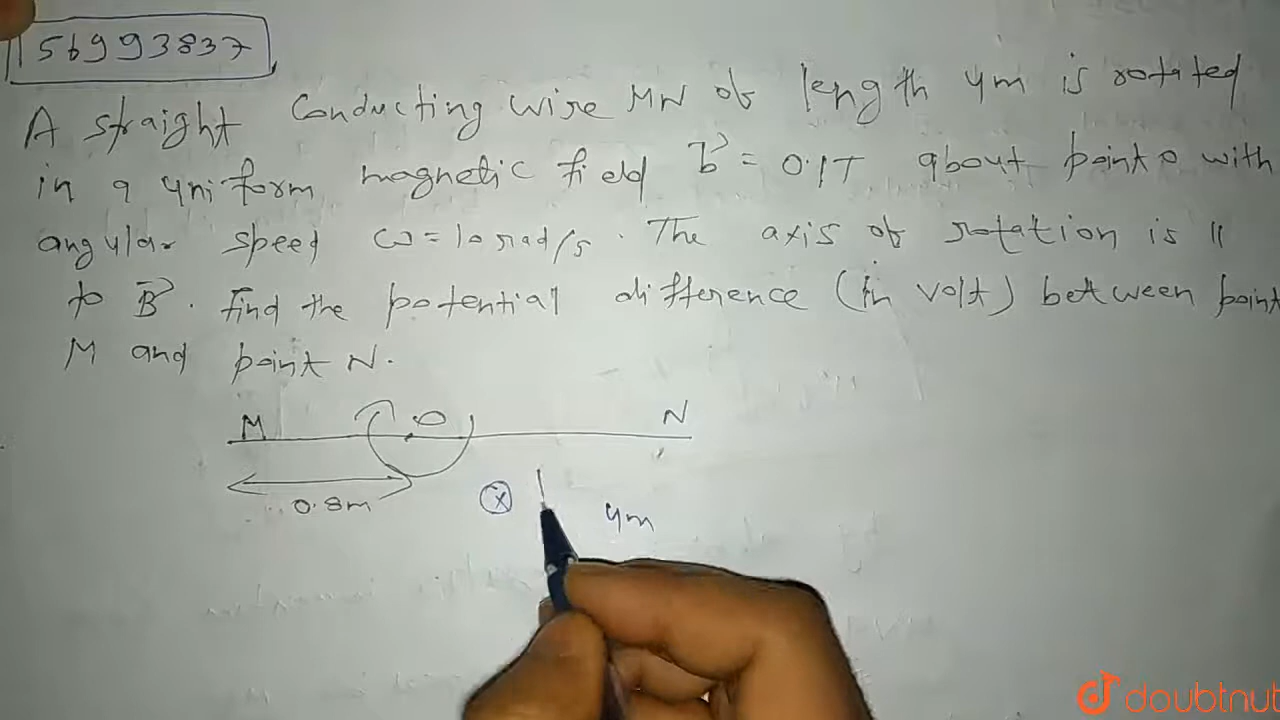 56993837
A straight Conducting wire MN of length 4m is rotated
in a uniform magnetic field B = 0.1T about point o with
angular speed ω = 10 rad/s. The axis of rotation is ||
to B. Find the potential difference (in volt) between point
M and point N.
M O N
0.8m
x 4m
doubtnut